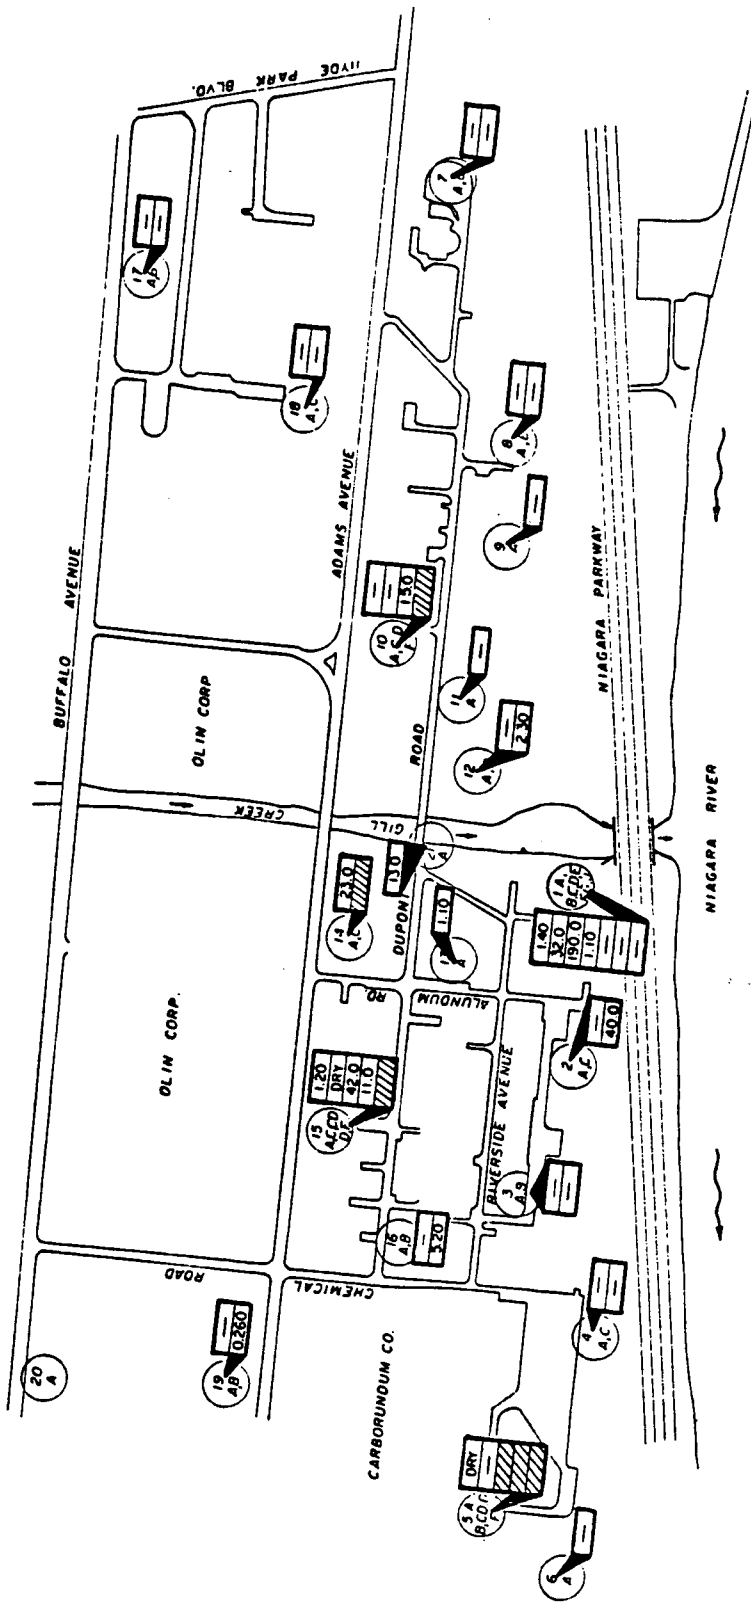 HYDE PARK BLVD.
BUFFALO AVENUE
ADAMS AVENUE
OLIN CORP
CREEK
GILL
DUPONT ROAD
NIAGARA PARKWAY
NIAGARA RIVER
OLIN CORP.
ALUNDUM RD.
RIVERSIDE AVENUE
CHEMICAL ROAD
CARBORUNDUM CO.
17
—
—
18
A,C
—
—
7
—
—
8
—
—
9
A
—
10
—
—
15.0
11
A
—
12
—
2.30
A
13.0
14
23.0
A
1.10
1 A,
B,C,D,E
1.40
32.0
190.0
1.10
—
—
—
2
A,C
—
40.0
15
1.20
DRY
42.0
11.0
3
—
—
16
A,B
—
5.20
4
A,C
—
—
19
A,B
—
0.260
20
A
5 A
DRY
—
6
A
—